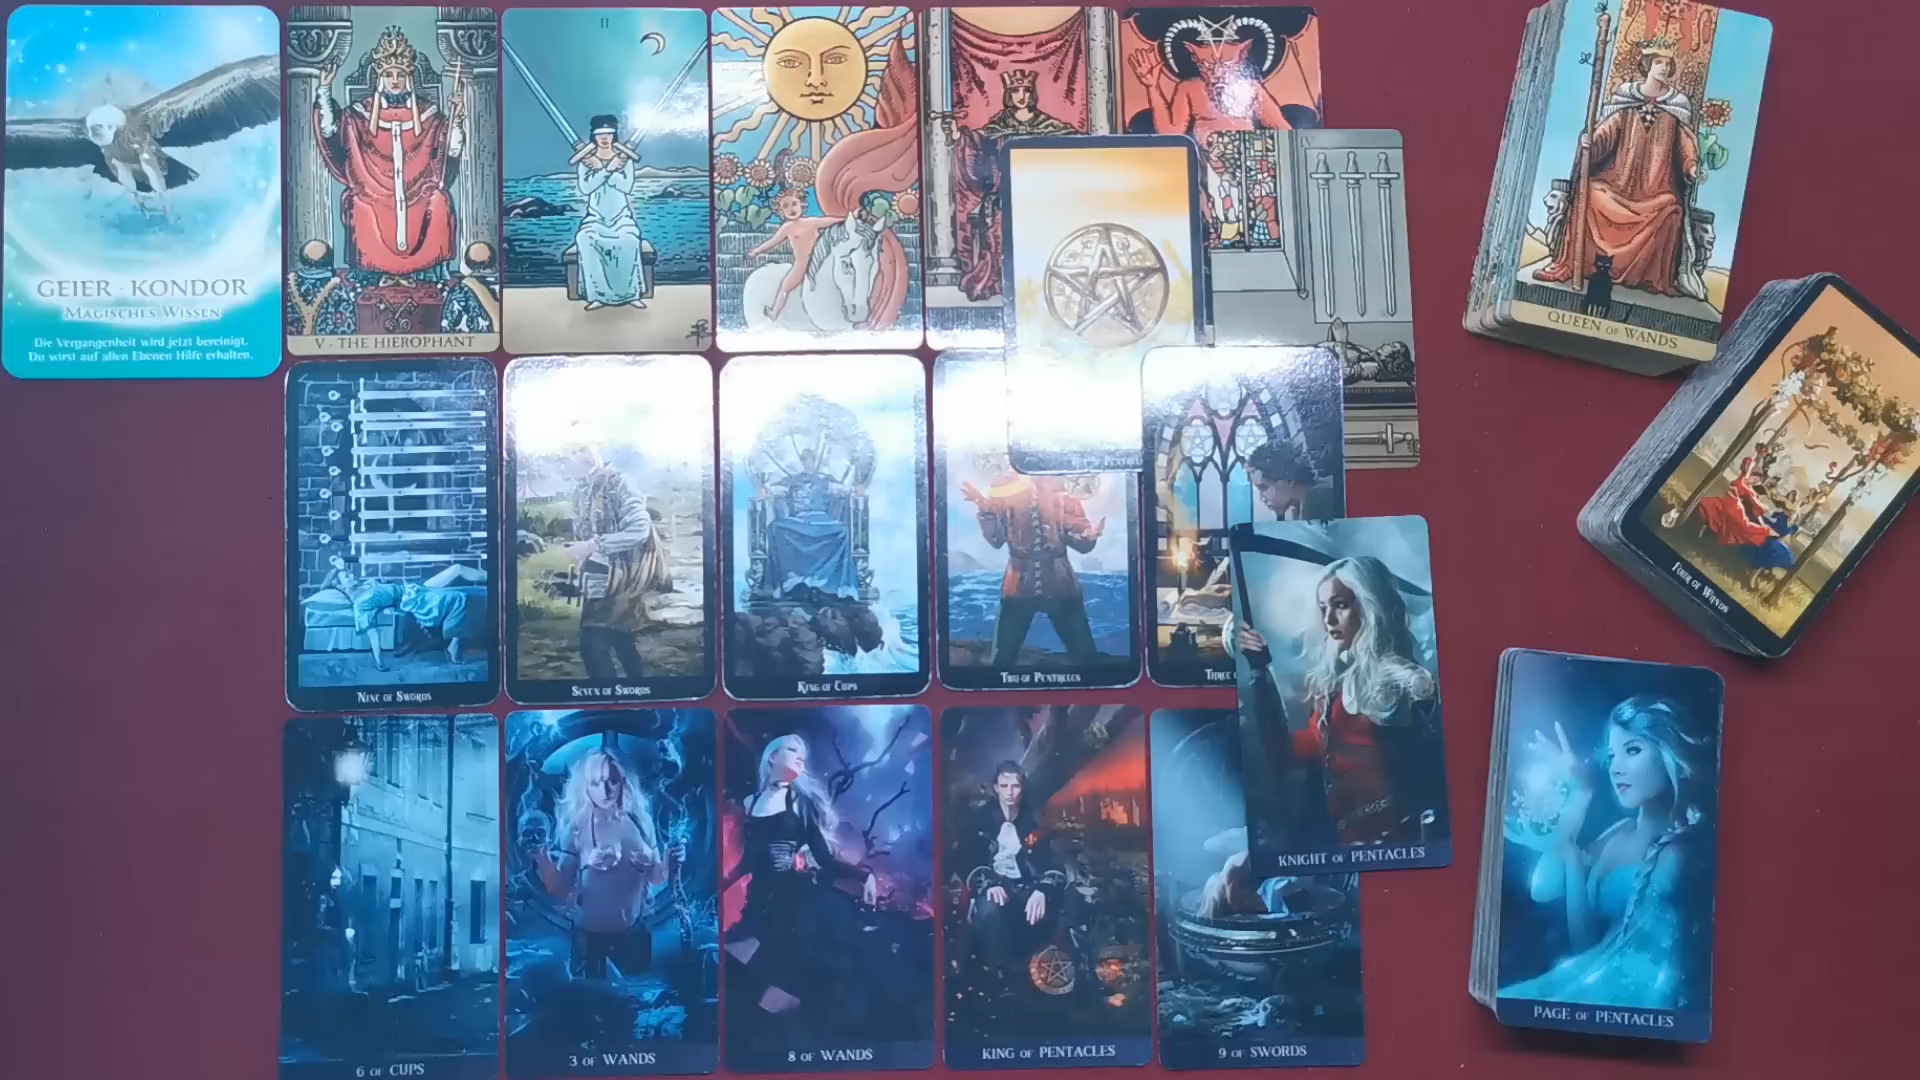 GEIER · KONDOR
MAGISCHES WISSEN
Die Vergangenheit wird jetzt bereinigt.
Du wirst auf allen Ebenen Hilfe erhalten.
V - THE HIEROPHANT
II
QUEEN OF WANDS
FOUR OF WANDS
NINE OF SWORDS
SEVEN OF SWORDS
KING OF CUPS
TWO OF PENTACLES
KNIGHT OF PENTACLES
6 OF CUPS
3 OF WANDS
8 OF WANDS
KING OF PENTACLES
9 OF SWORDS
PAGE OF PENTACLES